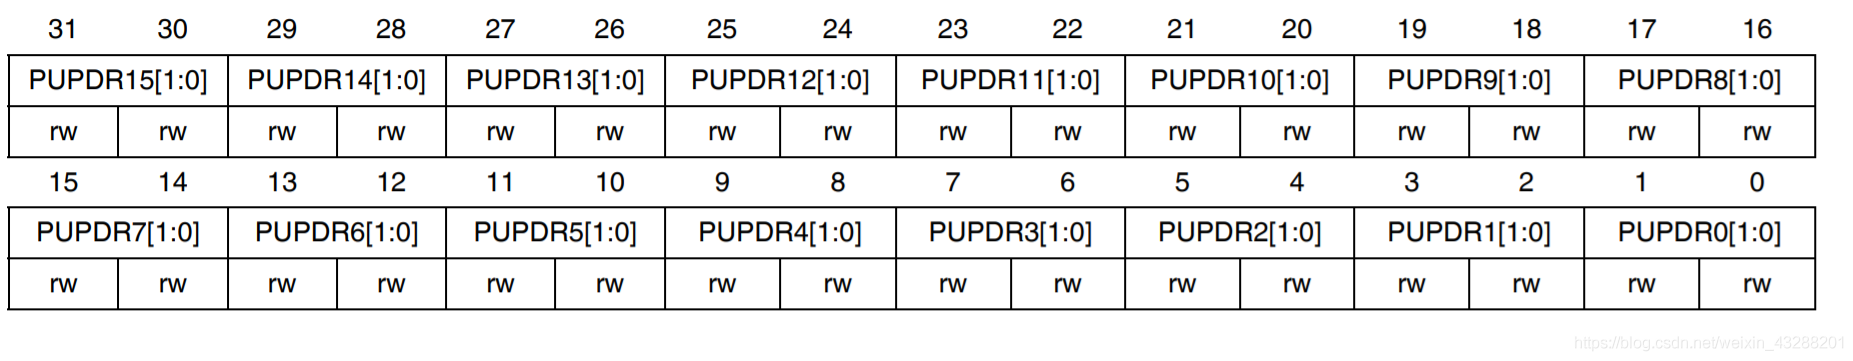 31 30 29 28 27 26 25 24 23 22 21 20 19 18 17 16
PUPDR15[1:0] PUPDR14[1:0] PUPDR13[1:0] PUPDR12[1:0] PUPDR11[1:0] PUPDR10[1:0] PUPDR9[1:0] PUPDR8[1:0]
rw rw rw rw rw rw rw rw rw rw rw rw rw rw rw rw
15 14 13 12 11 10 9 8 7 6 5 4 3 2 1 0
PUPDR7[1:0] PUPDR6[1:0] PUPDR5[1:0] PUPDR4[1:0] PUPDR3[1:0] PUPDR2[1:0] PUPDR1[1:0] PUPDR0[1:0]
rw rw rw rw rw rw rw rw rw rw rw rw rw rw rw rw
https://blog.csdn.net/weixin_43288201